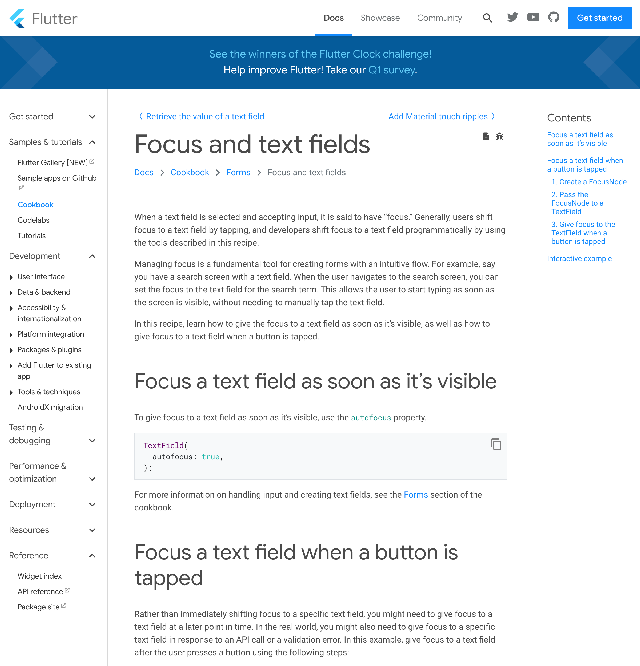 Flutter
Docs
Showcase
Community
Get started
See the winners of the Flutter Clock challenge!
Help improve Flutter! Take our Q1 survey.
Get started
Samples & tutorials
Flutter Gallery [NEW]
Sample apps on Github
Cookbook
Codelabs
Tutorials
Development
User interface
Data & backend
Accessibility &
internationalization
Platform integration
Packages & plugins
Add Flutter to existing
app
Tools & techniques
AndroidX migration
Testing &
debugging
Performance &
optimization
Deployment
Resources
Reference
Widget index
API reference
Package site
Retrieve the value of a text field
Add Material touch ripples
Focus and text fields
Docs > Cookbook > Forms > Focus and text fields
When a text field is selected and accepting input, it is said to have “focus.” Generally, users shift
focus to a text field by tapping, and developers shift focus to a text field programmatically by using
the tools described in this recipe.
Managing focus is a fundamental tool for creating forms with an intuitive flow. For example, say
you have a search screen with a text field. When the user navigates to the search screen, you can
set the focus to the text field for the search term. This allows the user to start typing as soon as
the screen is visible, without needing to manually tap the text field.
In this recipe, learn how to give the focus to a text field as soon as it’s visible, as well as how to
give focus to a text field when a button is tapped.
Focus a text field as soon as it’s visible
To give focus to a text field as soon as it’s visible, use the autofocus property.
TextField(
autofocus: true,
);
For more information on handling input and creating text fields, see the Forms section of the
cookbook.
Focus a text field when a button is
tapped
Rather than immediately shifting focus to a specific text field, you might need to give focus to a
text field at a later point in time. In the real world, you might also need to give focus to a specific
text field in response to an API call or a validation error. In this example, give focus to a text field
after the user presses a button using the following steps:
Contents
Focus a text field as
soon as it’s visible
Focus a text field when
a button is tapped
1. Create a FocusNode
2. Pass the
FocusNode to a
TextField
3. Give focus to the
TextField when a
button is tapped
Interactive example